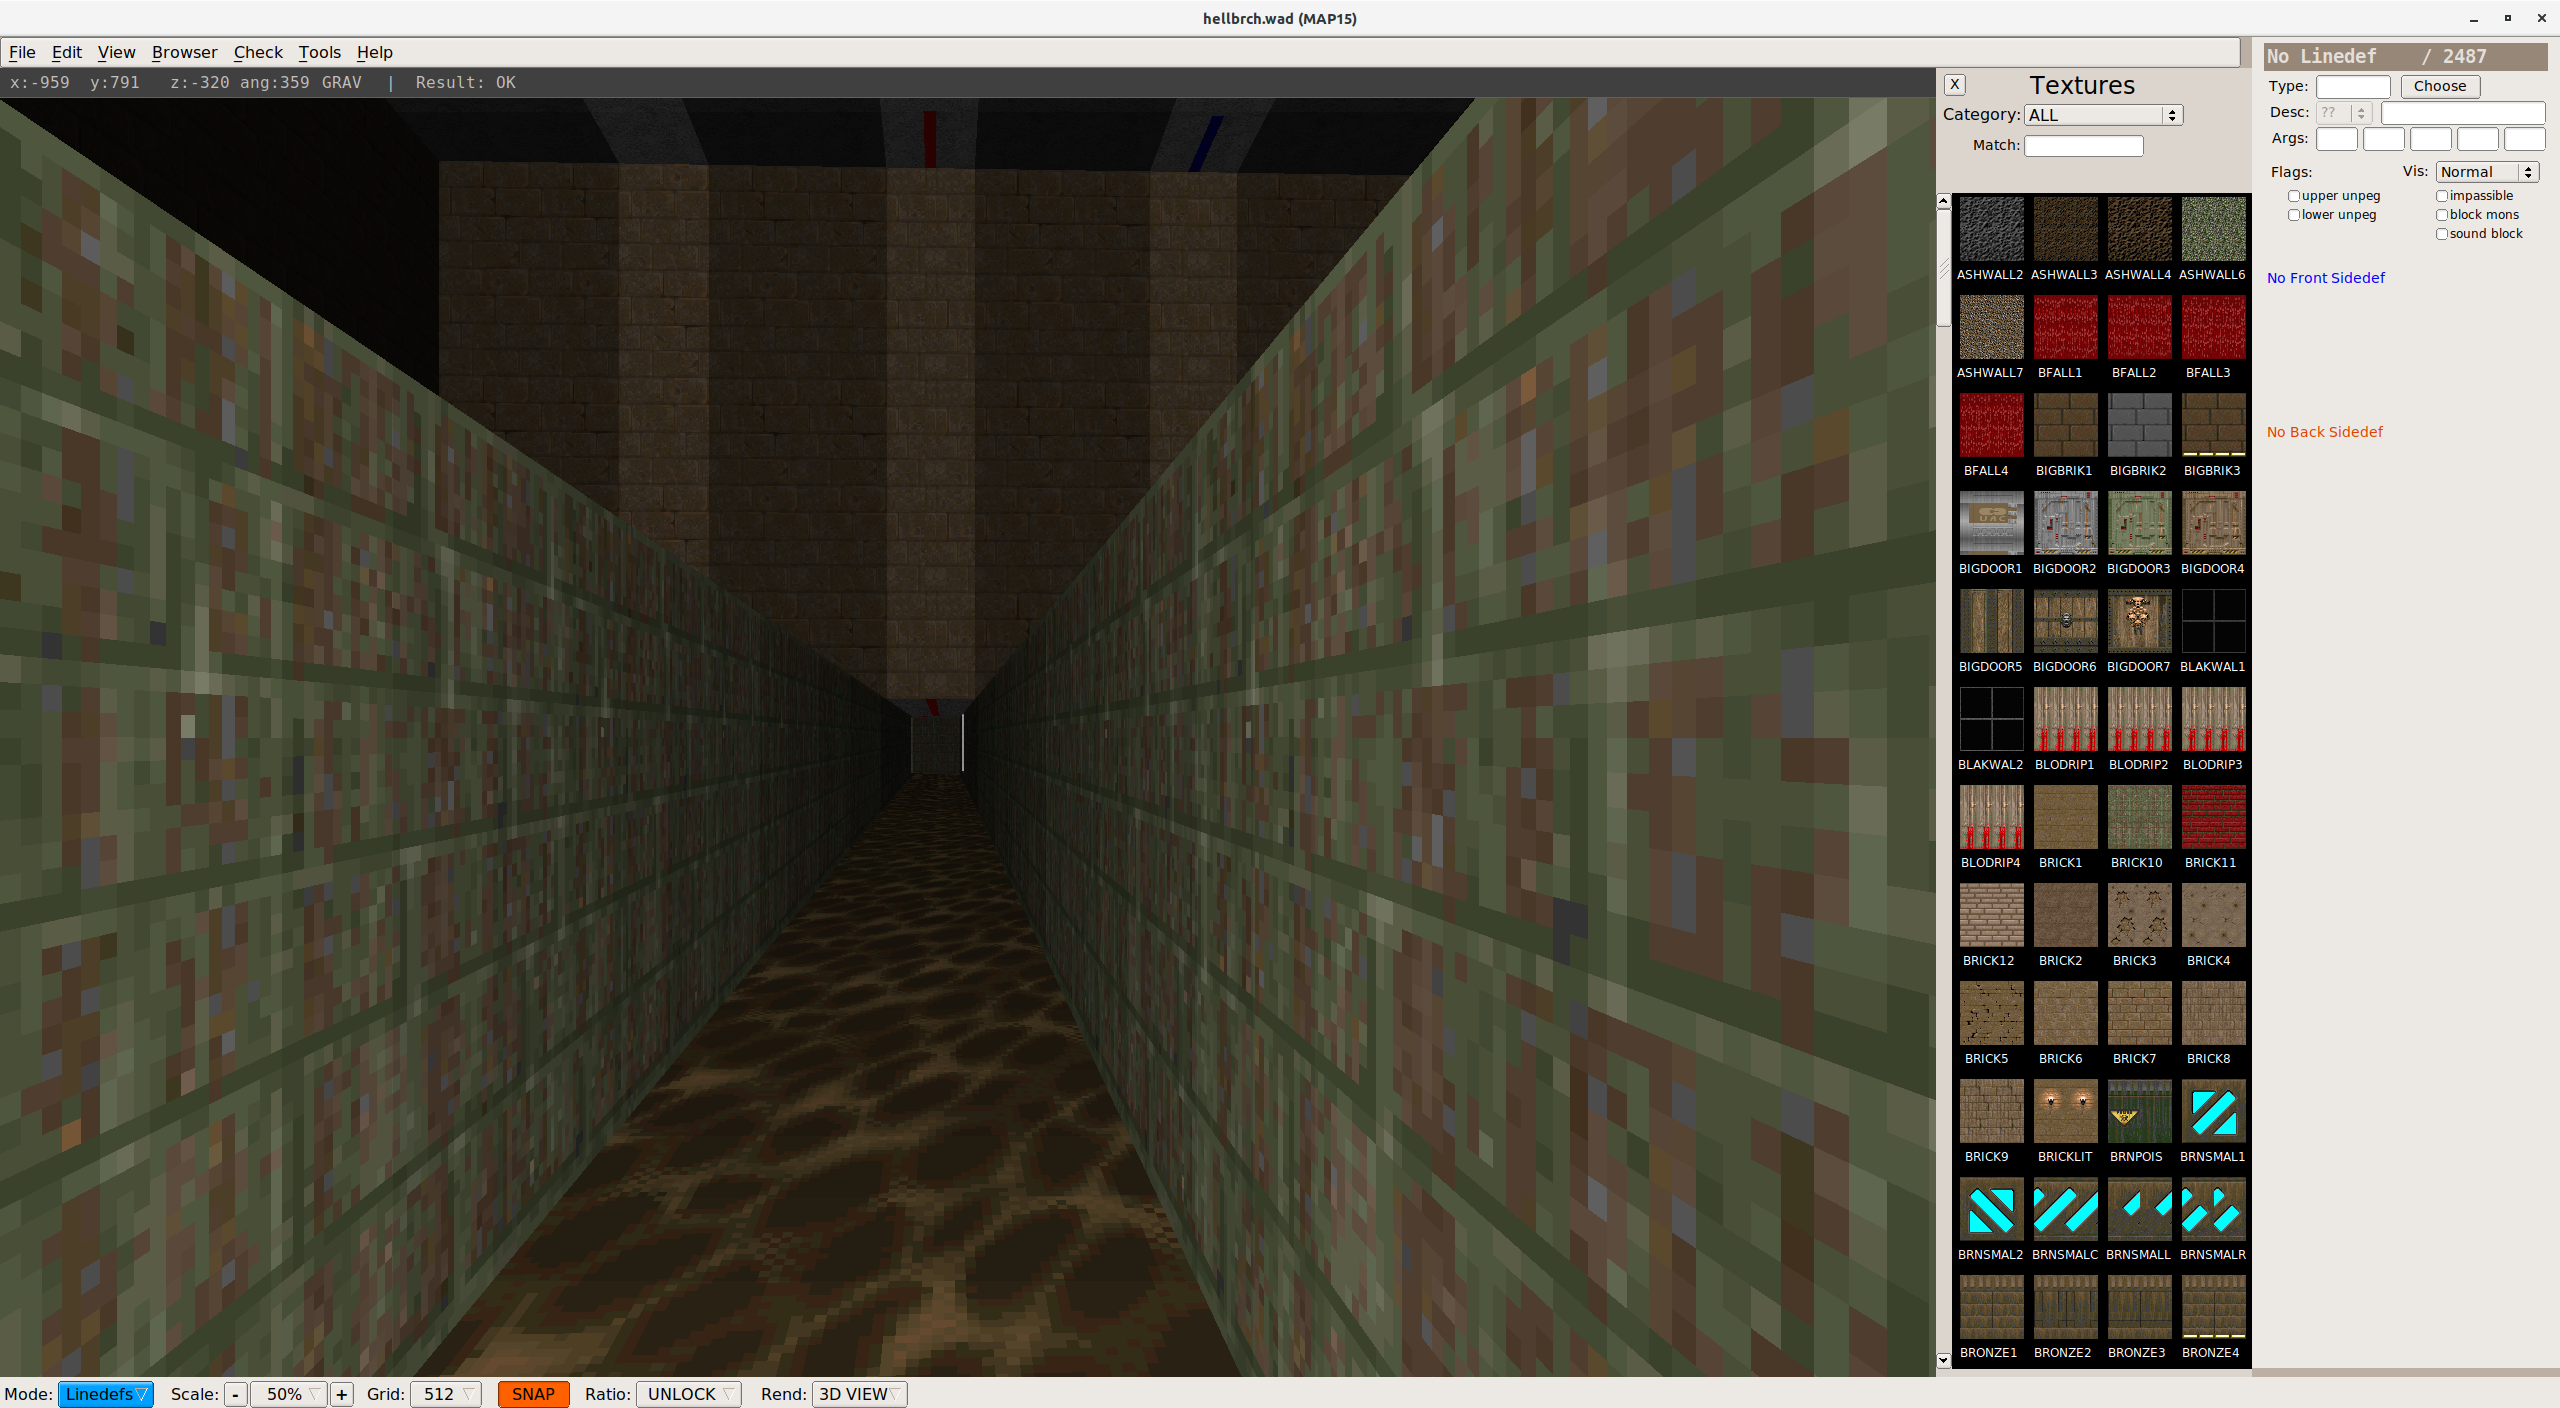 hellbrch.wad (MAP15)
File Edit View Browser Check Tools Help
x:-959 y:791 z:-320 ang:359 GRAV | Result: OK
X Textures
Category: ALL
Match:
ASHWALL2 ASHWALL3 ASHWALL4 ASHWALL6
ASHWALL7 BFALL1 BFALL2 BFALL3
BFALL4 BIGBRIK1 BIGBRIK2 BIGBRIK3
UAC
BIGDOOR1 BIGDOOR2 BIGDOOR3 BIGDOOR4
BIGDOOR5 BIGDOOR6 BIGDOOR7 BLAKWAL1
BLAKWAL2 BLODRIP1 BLODRIP2 BLODRIP3
BLODRIP4 BRICK1 BRICK10 BRICK11
BRICK12 BRICK2 BRICK3 BRICK4
BRICK5 BRICK6 BRICK7 BRICK8
BRICK9 BRICKLIT BRNPOIS BRNSMAL1
BRNSMAL2 BRNSMALC BRNSMALL BRNSMALR
BRONZE1 BRONZE2 BRONZE3 BRONZE4
No Linedef / 2487
Type: Choose
Desc: ??
Args:
Flags: Vis: Normal
upper unpeg impassible
lower unpeg block mons
sound block
No Front Sidedef
No Back Sidedef
Mode: Linedefs Scale: - 50% + Grid: 512 SNAP Ratio: UNLOCK Rend: 3D VIEW